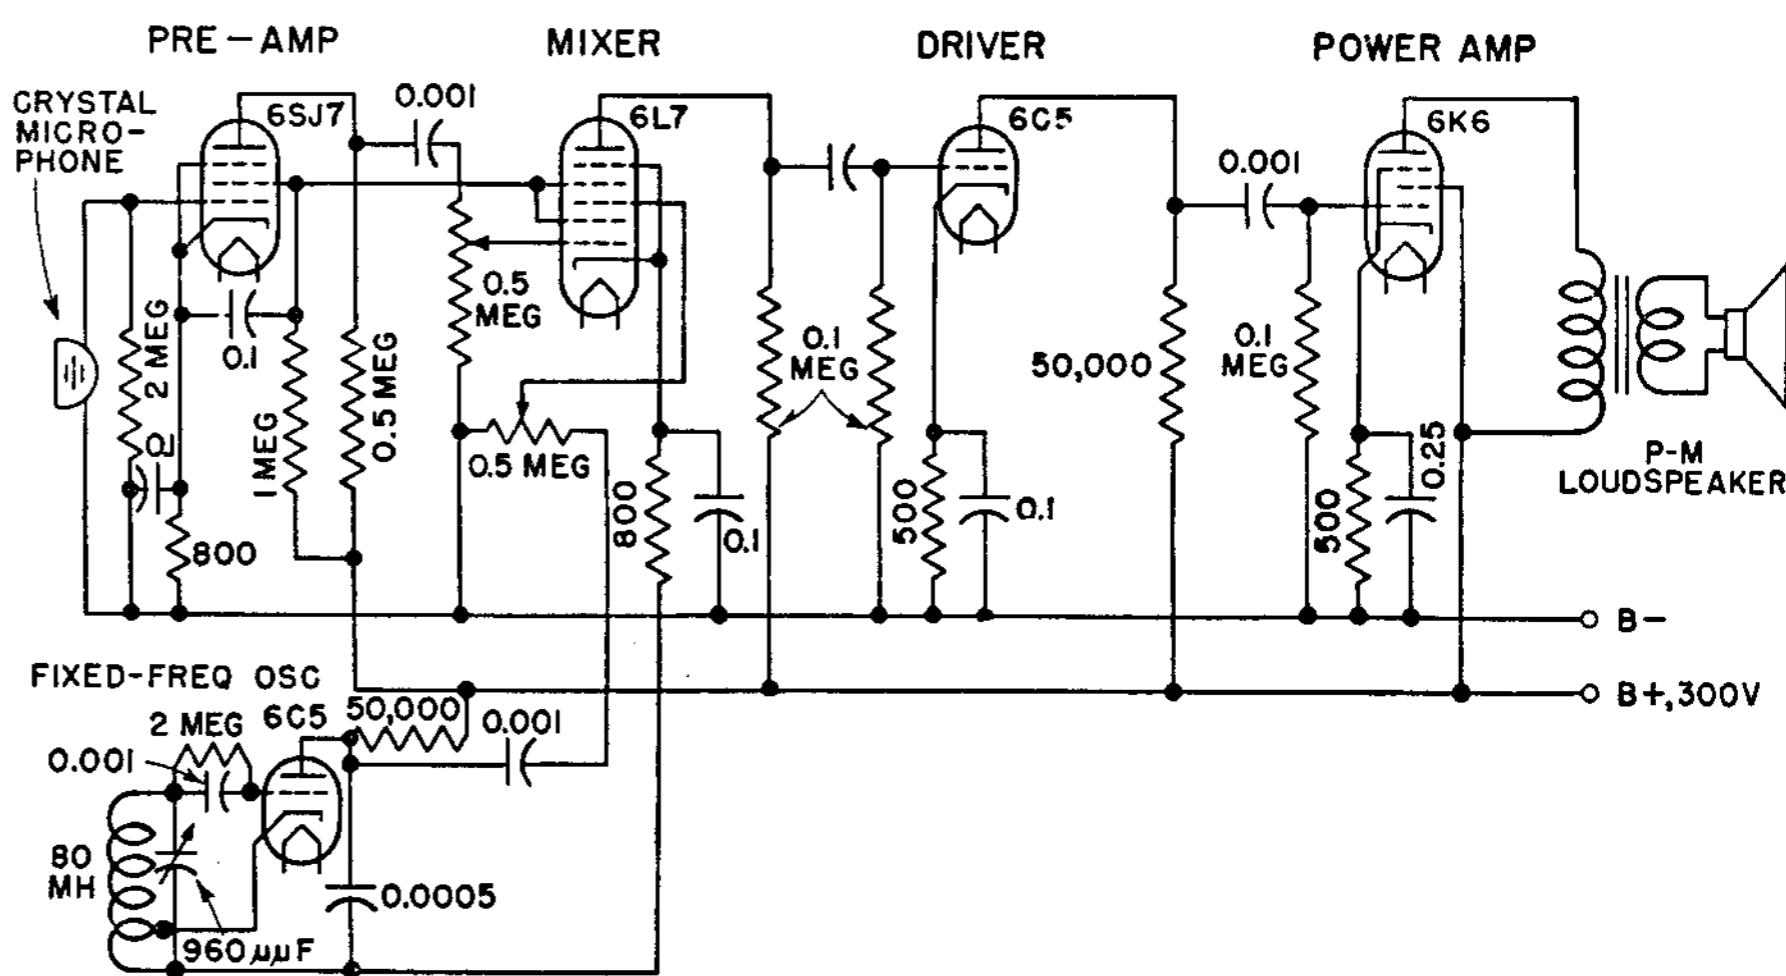 PRE-AMP
MIXER
DRIVER
POWER AMP
CRYSTAL
MICRO-
PHONE
6SJ7
0.001
6L7
6C5
6K6
0.001
0.5
MEG
2 MEG
0.1
0.1
1 MEG
0.5 MEG
800
0.5 MEG
800
0.1
0.1
MEG
500
0.1
50,000
0.1
MEG
500
0.25
P-M
LOUDSPEAKER
B-
B+,300V
FIXED-FREQ OSC
6C5
50,000
0.001
2 MEG
0.001
80
MH
960µµF
0.0005